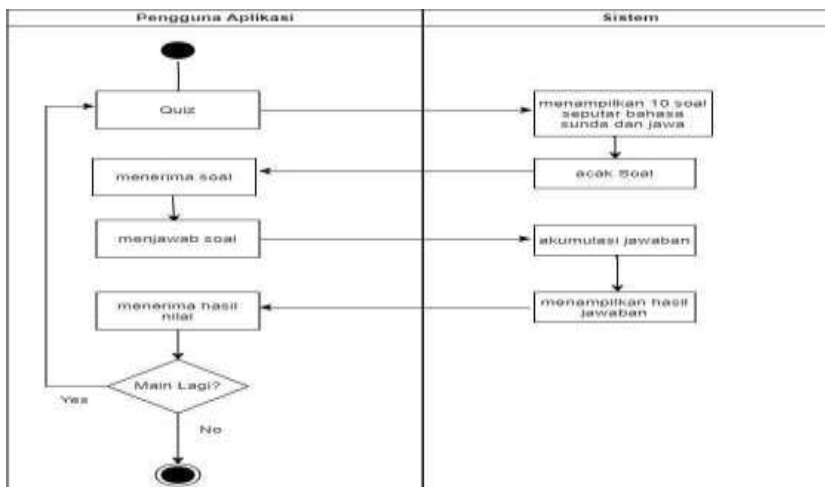 Pengguna Aplikasi
Sistem
Quiz
menampilkan 10 soal
seputar bahasa
sunda dan jawa
menerima soal
acak Soal
menjawab soal
akumulasi jawaban
menerima hasil
nilai
menampilkan hasil
jawaban
Main Lagi?
Yes
No